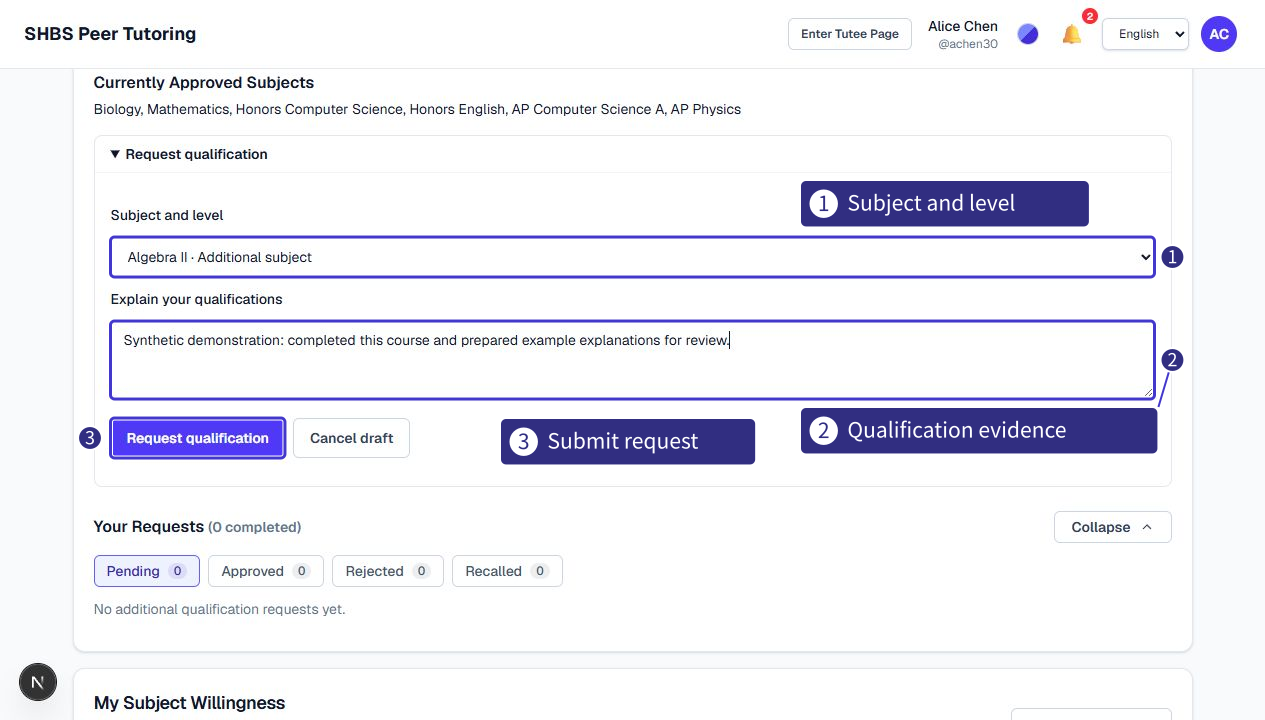 SHBS Peer Tutoring
Enter Tutee Page
Alice Chen
@achen30
2
English
AC
Currently Approved Subjects
Biology, Mathematics, Honors Computer Science, Honors English, AP Computer Science A, AP Physics
Request qualification
1 Subject and level
Subject and level
Algebra II · Additional subject
1
Explain your qualifications
Synthetic demonstration: completed this course and prepared example explanations for review.
2
2 Qualification evidence
3
Request qualification
Cancel draft
3 Submit request
Your Requests (0 completed)
Collapse
Pending 0
Approved 0
Rejected 0
Recalled 0
No additional qualification requests yet.
N
My Subject Willingness